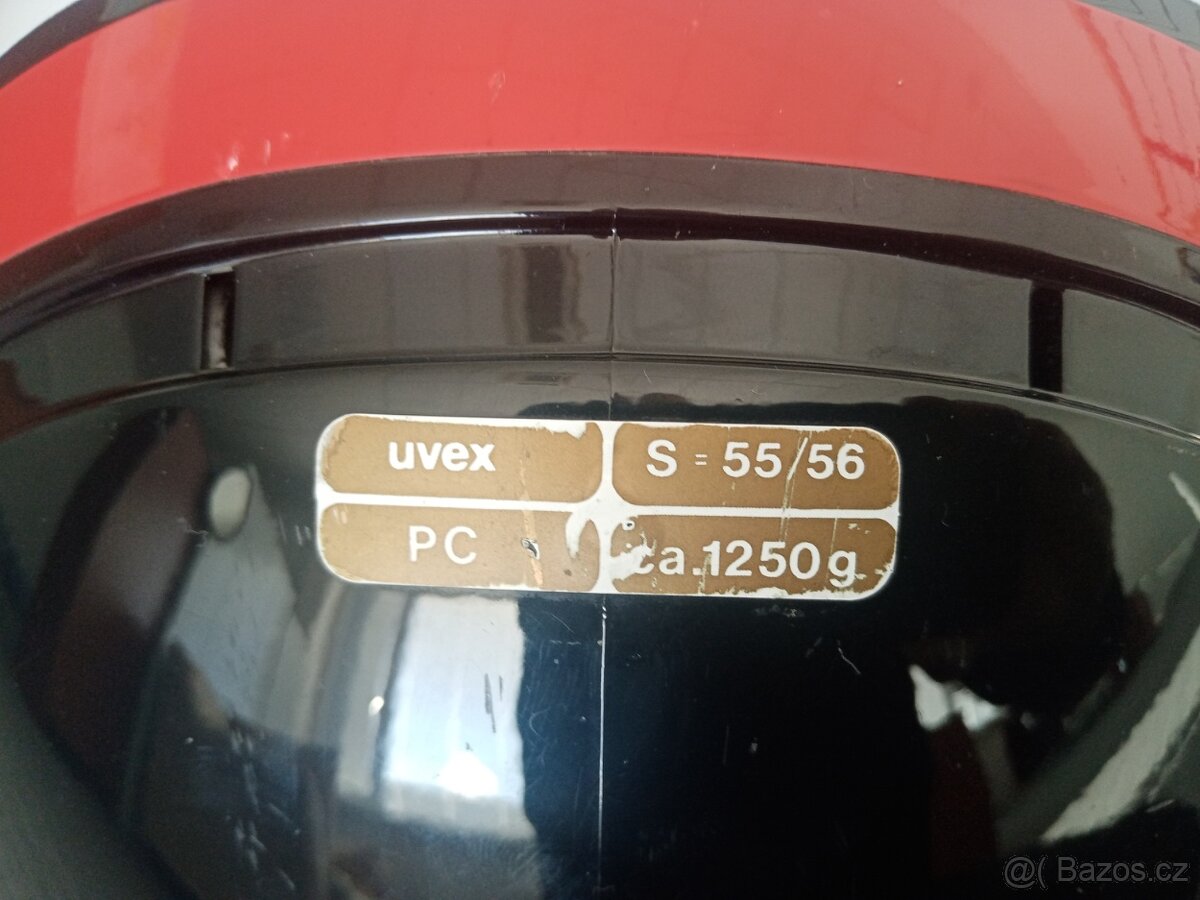 uvex
S = 55/56
PC
ca.1250g
@( Bazos.cz